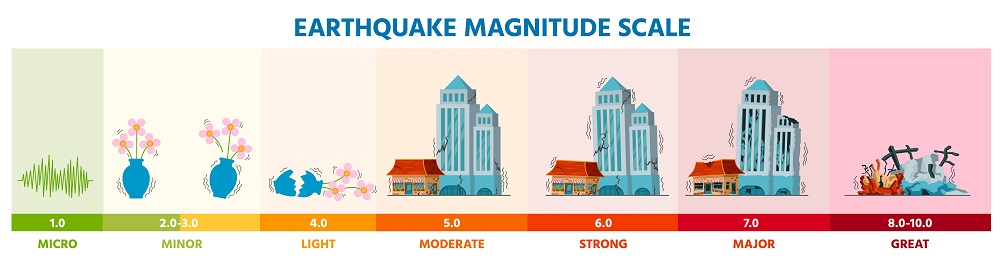 EARTHQUAKE MAGNITUDE SCALE
1.0 2.0-3.0 4.0 5.0 6.0 7.0 8.0-10.0
MICRO MINOR LIGHT MODERATE STRONG MAJOR GREAT